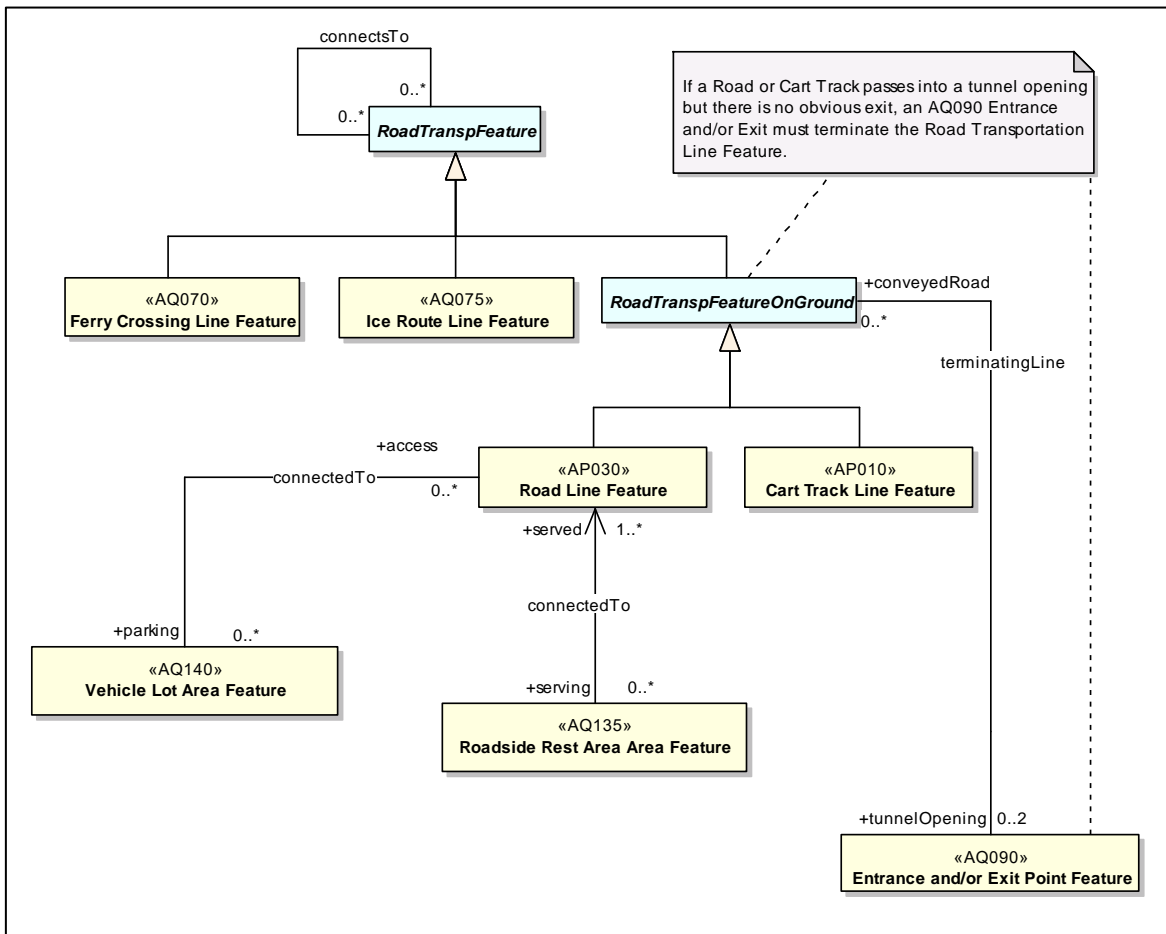 connectsTo
0..*
0..*
RoadTranspFeature
If a Road or Cart Track passes into a tunnel opening
but there is no obvious exit, an AQ090 Entrance
and/or Exit must terminate the Road Transportation
Line Feature.
«AQ070»
Ferry Crossing Line Feature
«AQ075»
Ice Route Line Feature
RoadTranspFeatureOnGround
+conveyedRoad
0..*
terminatingLine
+access
connectedTo
0..*
«AP030»
Road Line Feature
«AP010»
Cart Track Line Feature
+served
1..*
connectedTo
+parking
0..*
«AQ140»
Vehicle Lot Area Feature
+serving
0..*
«AQ135»
Roadside Rest Area Area Feature
+tunnelOpening
0..2
«AQ090»
Entrance and/or Exit Point Feature